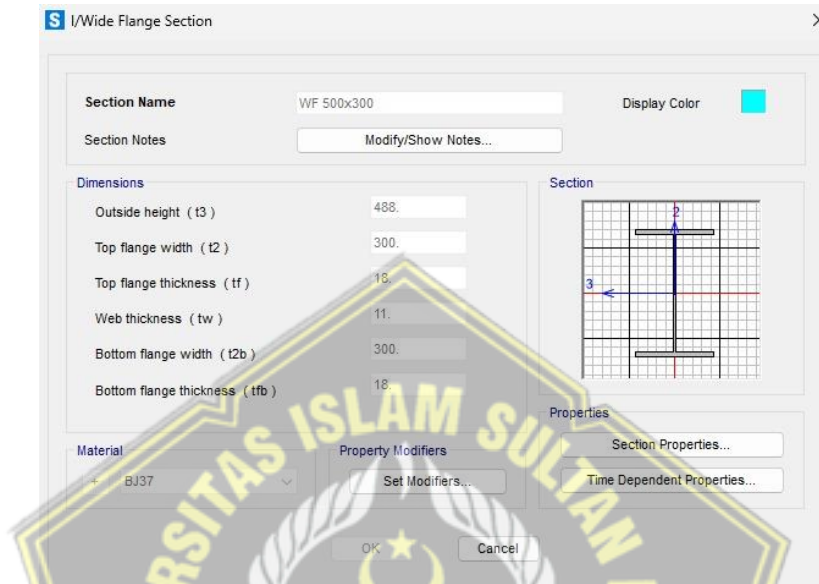 S I/Wide Flange Section
Section Name WF 500x300 Display Color
Section Notes Modify/Show Notes...
Dimensions
Outside height ( t3 ) 488.
Top flange width ( t2 ) 300.
Top flange thickness ( tf ) 18.
Web thickness ( tw ) 11.
Bottom flange width ( t2b ) 300.
Bottom flange thickness ( tfb ) 18.
Section
2
3
Material
+ BJ37
Property Modifiers
Set Modifiers...
Properties
Section Properties...
Time Dependent Properties...
OK Cancel
RSITAS ISLAM SULTAN